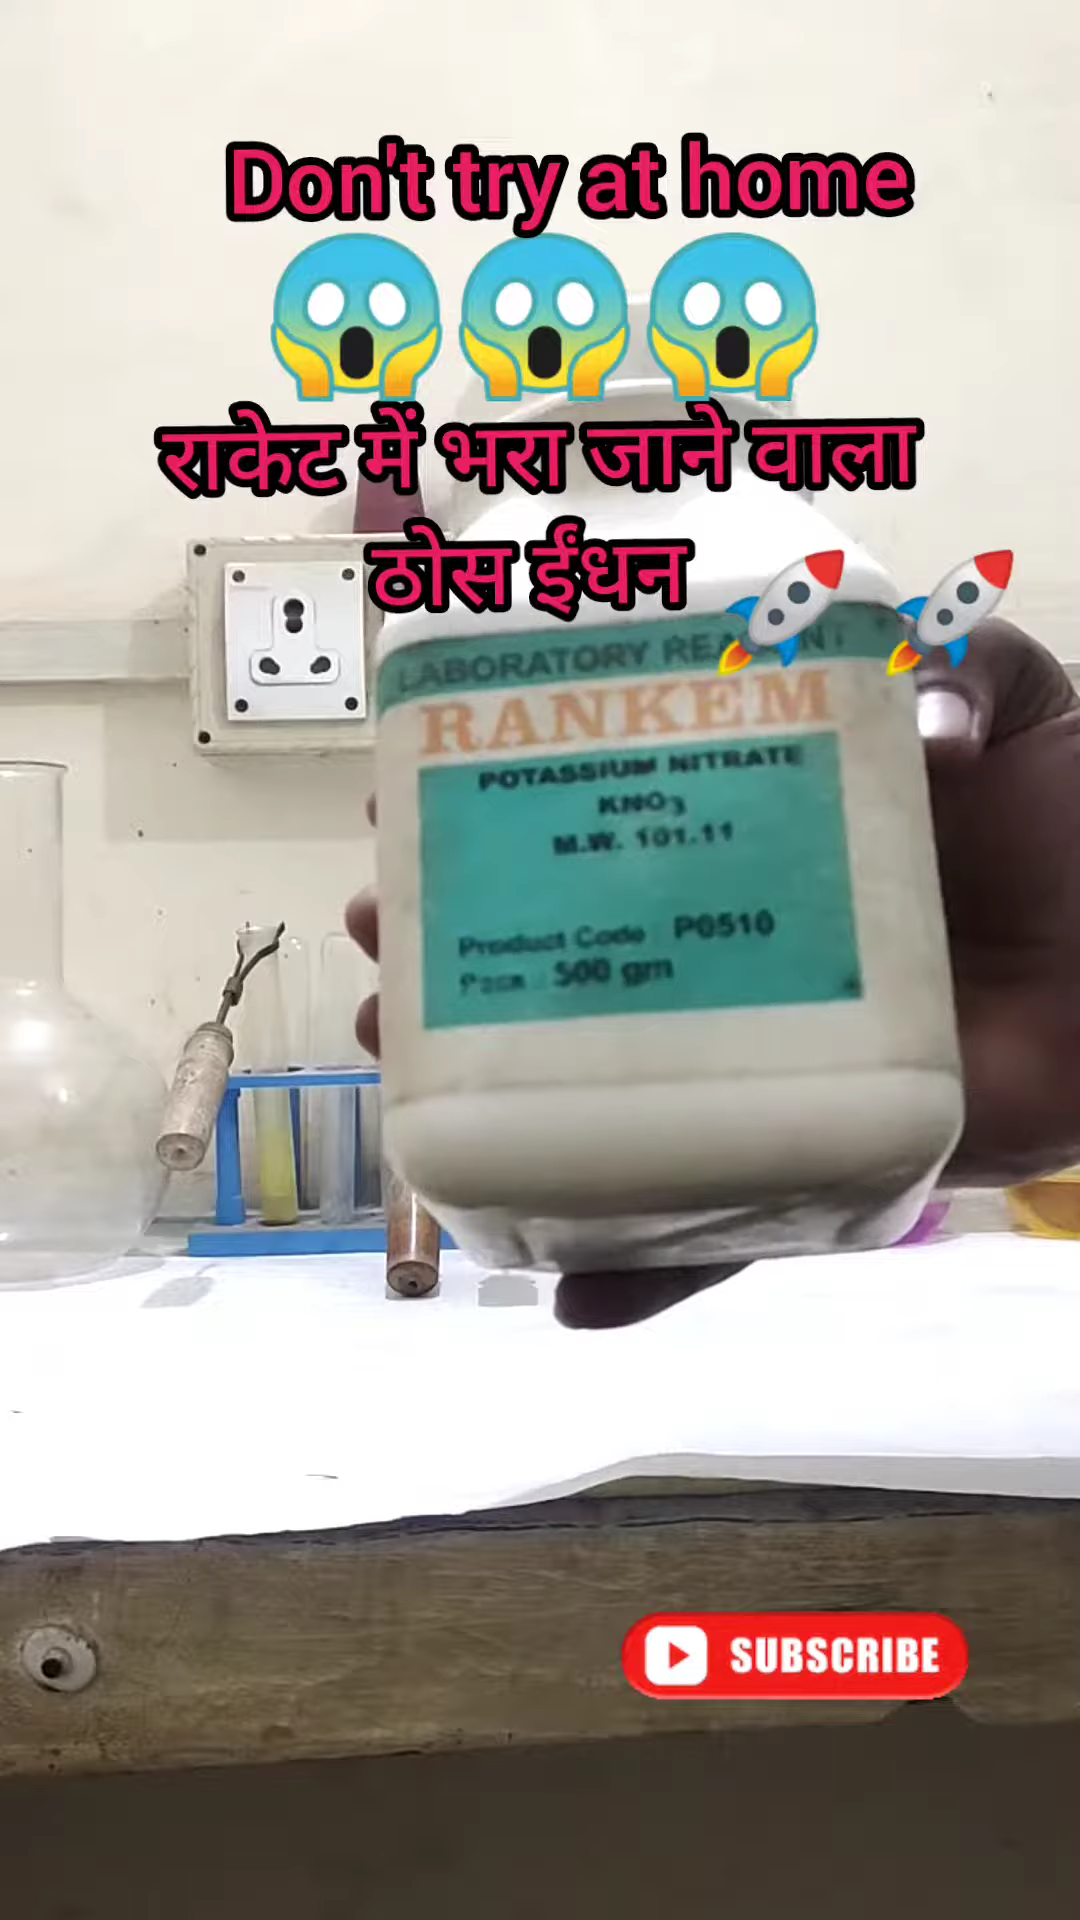 Don't try at home
राकेट में भरा जाने वाला
ठोस ईंधन
LABORATORY
RANKEM
POTASSIUM NITRATE
KNO3
M.W. 101.11
Product Code P0510
Pack 500 gm
SUBSCRIBE